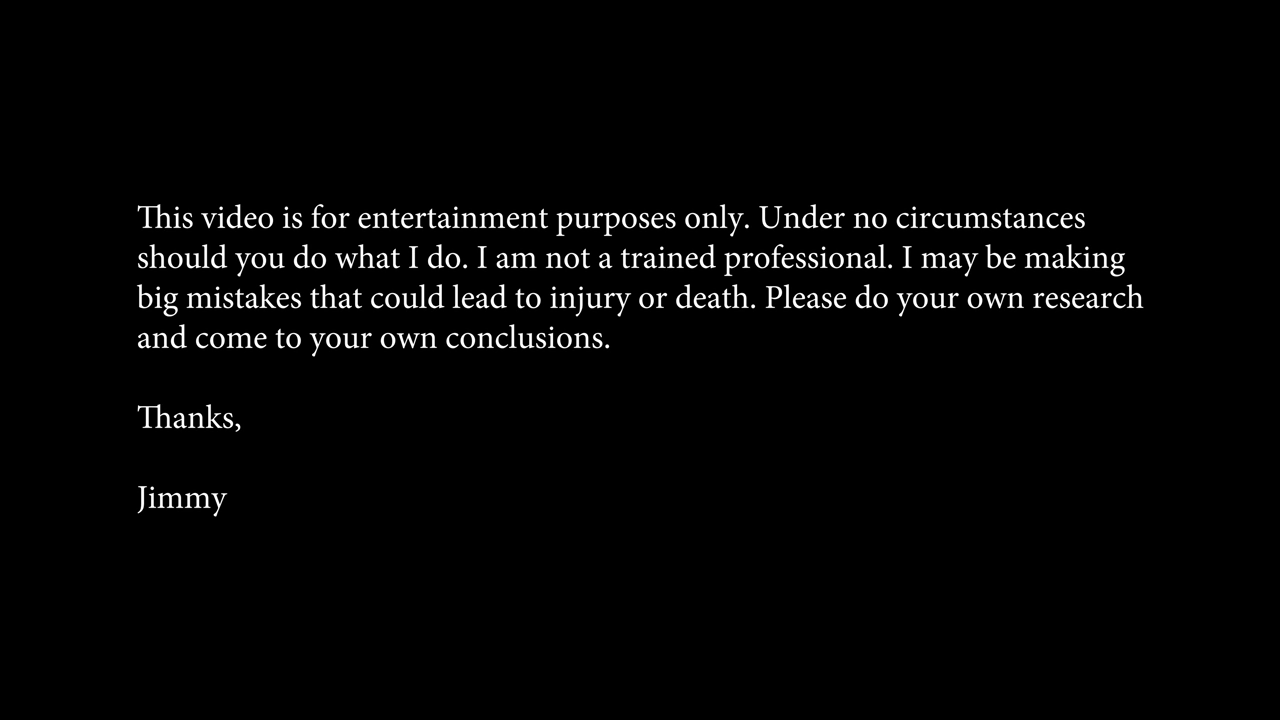 This video is for entertainment purposes only. Under no circumstances
should you do what I do. I am not a trained professional. I may be making
big mistakes that could lead to injury or death. Please do your own research
and come to your own conclusions.
Thanks,
Jimmy